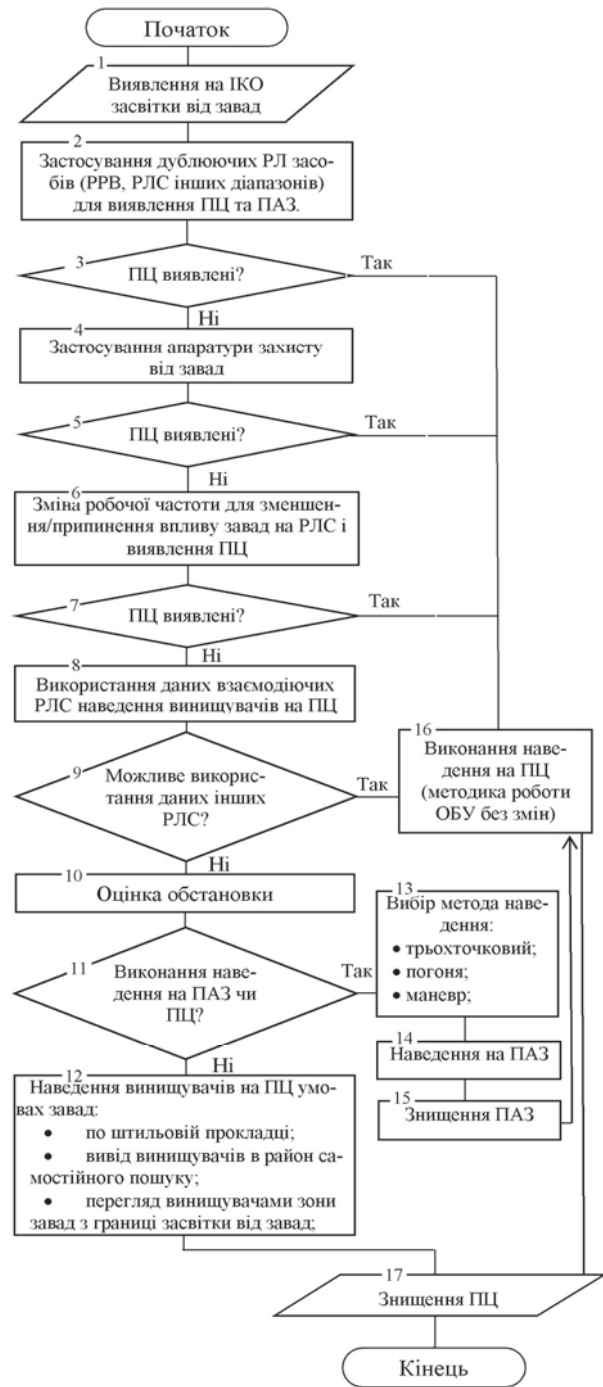 Початок
1
Виявлення на ІКО
засвітки від завад
2
Застосування дублюючих РЛ засо-
бів (РРВ, РЛС інших діапазонів)
для виявлення ПЦ та ПАЗ.
3
ПЦ виявлені?
Так
Ні
4
Застосування апаратури захисту
від завад
5
ПЦ виявлені?
Так
Ні
6
Зміна робочої частоти для зменшен-
ня/припинення впливу завад на РЛС і
виявлення ПЦ
7
ПЦ виявлені?
Так
Ні
8
Використання даних взаємодіючих
РЛС наведення винищувачів на ПЦ
9
Можливе викорис-
тання даних інших
РЛС?
Так
Ні
16
Виконання наве-
дення на ПЦ
(методика роботи
ОБУ без змін)
10
Оцінка обстановки
11
Виконання наве-
дення на ПАЗ чи
ПЦ?
Так
Ні
13
Вибір метода наве-
дення:
• трьохточковий;
• погоня;
• маневр;
14
Наведення на ПАЗ
15
Знищення ПАЗ
12
Наведення винищувачів на ПЦ умо-
вах завад:
• по штильовій прокладці;
• вивід винищувачів в район са-
мостійного пошуку;
• перегляд винищувачами зони
завад з границі засвітки від завад;
17
Знищення ПЦ
Кінець